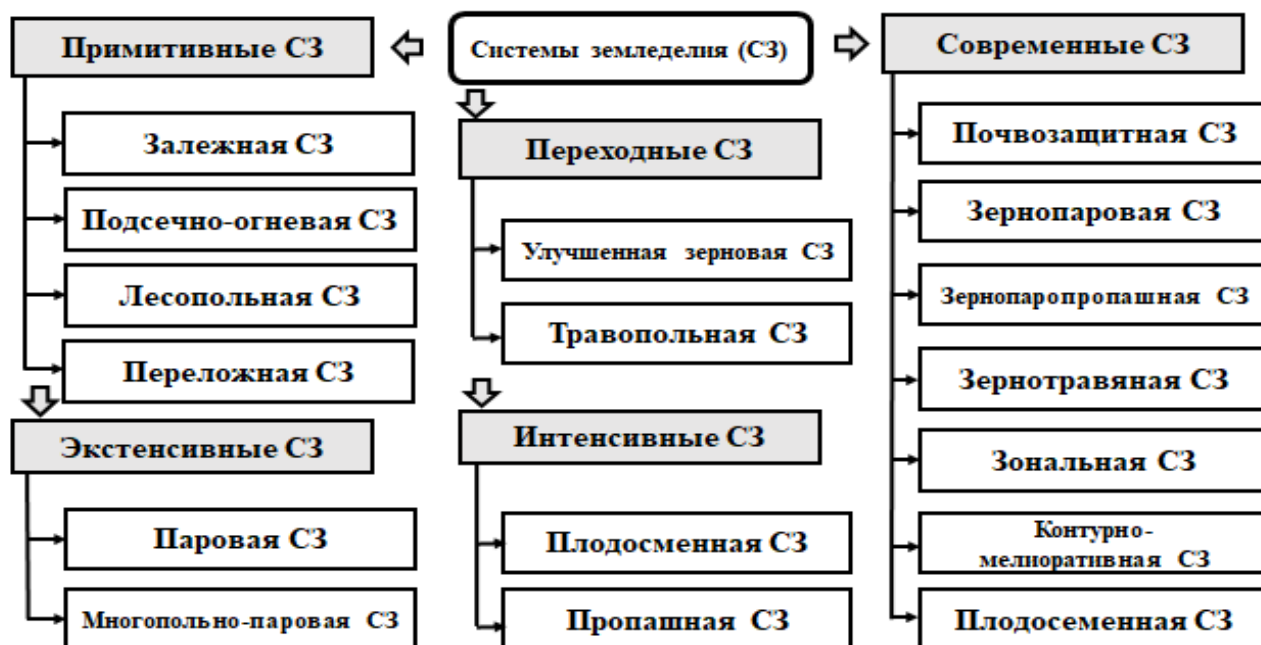 Системы земледелия (СЗ)
Примитивные СЗ
Залежная СЗ
Подсечно-огневая СЗ
Лесопольная СЗ
Переложная СЗ
Экстенсивные СЗ
Паровая СЗ
Многопольно-паровая СЗ
Переходные СЗ
Улучшенная зерновая СЗ
Травопольная СЗ
Интенсивные СЗ
Плодосменная СЗ
Пропашная СЗ
Современные СЗ
Почвозащитная СЗ
Зернопаровая СЗ
Зернопаропропашная СЗ
Зернотравяная СЗ
Зональная СЗ
Контурно-
мелиоративная СЗ
Плодосеменная СЗ